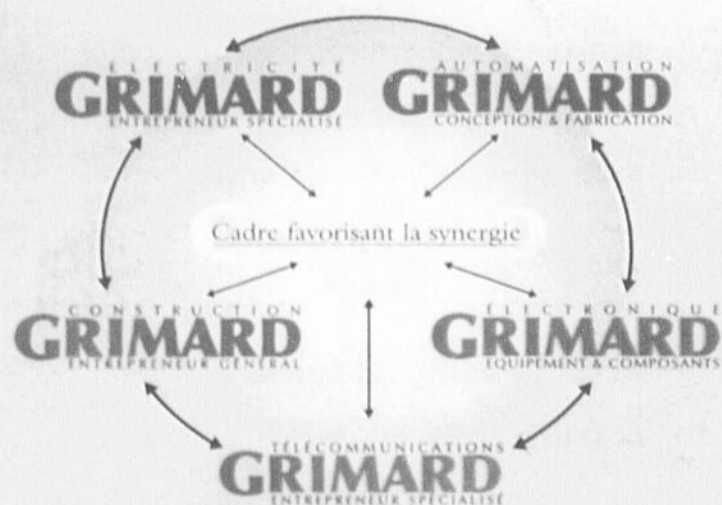 ÉLECTRICITÉ
GRIMARD
ENTREPRENEUR SPÉCIALISÉ
AUTOMATISATION
GRIMARD
CONCEPTION & FABRICATION
Cadre favorisant la synergie
CONSTRUCTION
GRIMARD
ENTREPRENEUR GÉNÉRAL
ÉLECTRONIQUE
GRIMARD
ÉQUIPEMENT & COMPOSANTS
TÉLÉCOMMUNICATIONS
GRIMARD
ENTREPRENEUR SPÉCIALISÉ